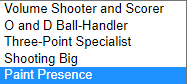 Volume Shooter and Scorer
O and D Ball-Handler
Three-Point Specialist
Shooting Big
Paint Presence